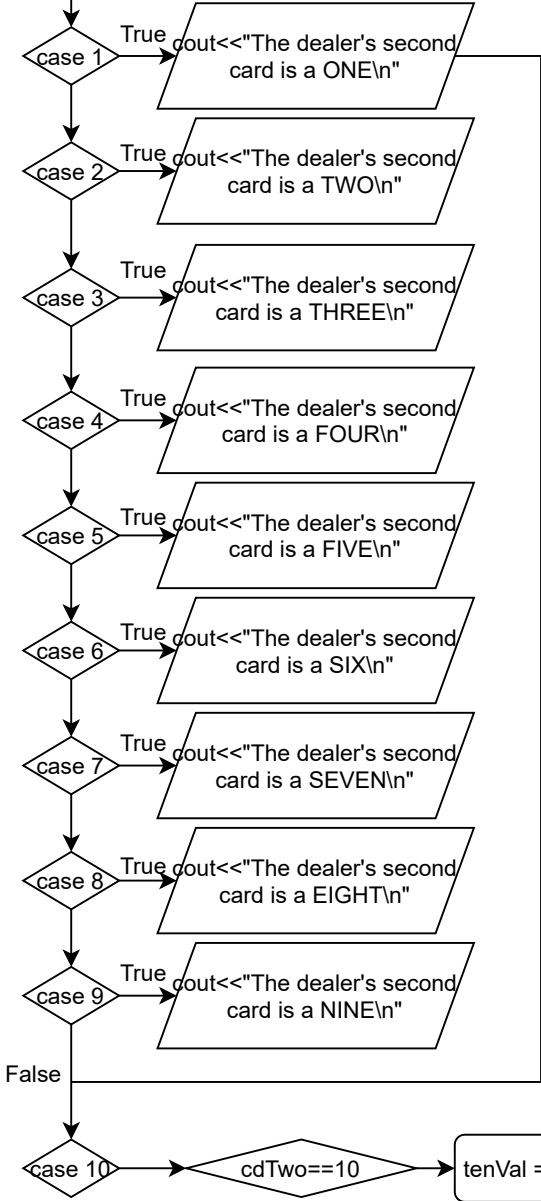 True
case 1
cout<<"The dealer's second
card is a ONE\n"
True
case 2
cout<<"The dealer's second
card is a TWO\n"
True
case 3
cout<<"The dealer's second
card is a THREE\n"
True
case 4
cout<<"The dealer's second
card is a FOUR\n"
True
case 5
cout<<"The dealer's second
card is a FIVE\n"
True
case 6
cout<<"The dealer's second
card is a SIX\n"
True
case 7
cout<<"The dealer's second
card is a SEVEN\n"
True
case 8
cout<<"The dealer's second
card is a EIGHT\n"
True
case 9
cout<<"The dealer's second
card is a NINE\n"
False
case 10
cdTwo==10
tenVal =